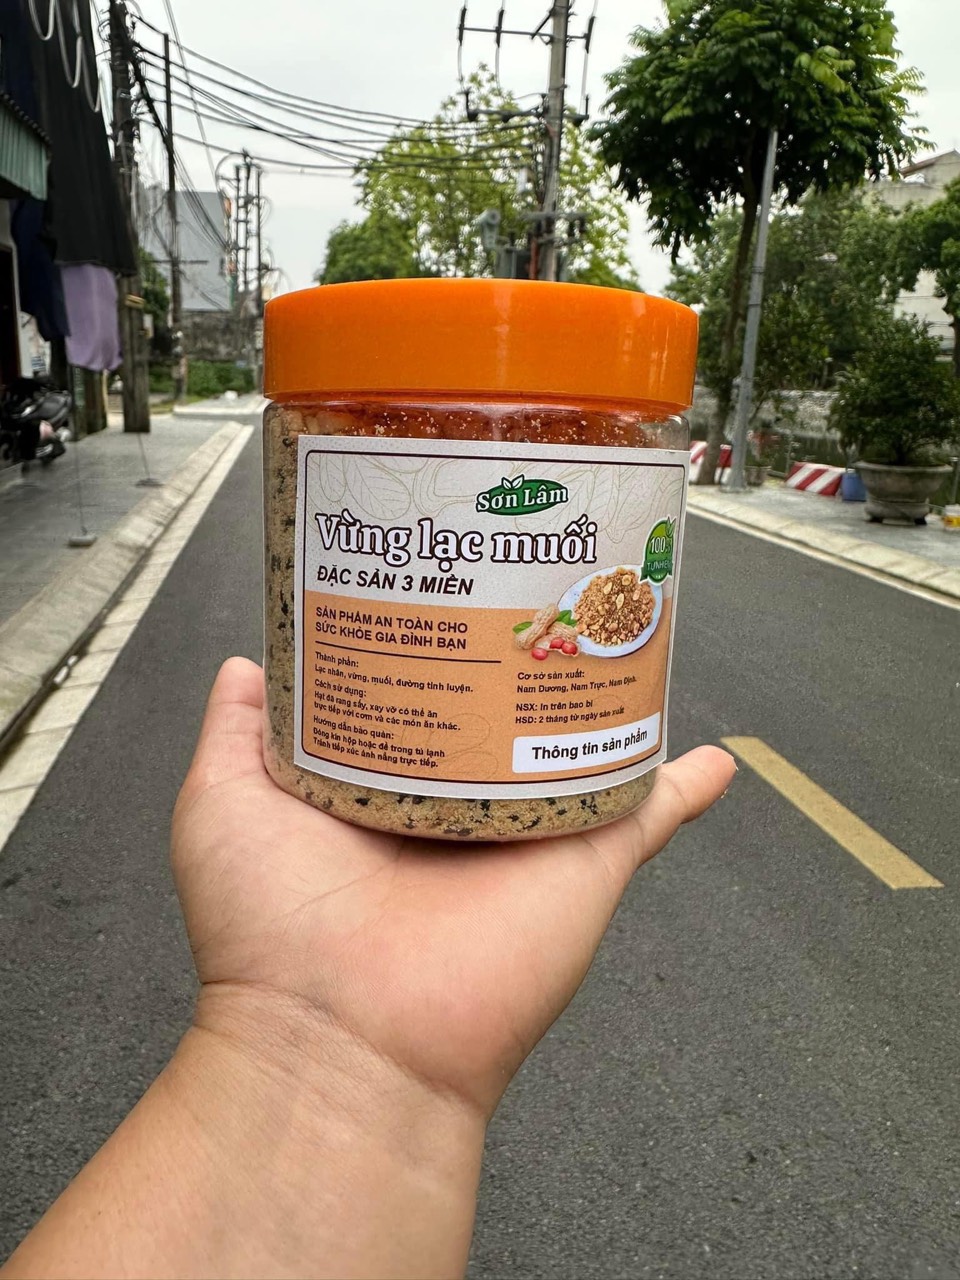 Sơn Lâm
Vừng lạc muối
ĐẶC SẢN 3 MIỀN
100%
TỰ NHIÊN
SẢN PHẨM AN TOÀN CHO
SỨC KHỎE GIA ĐÌNH BẠN
Thành phần:
Lạc nhân, vừng, muối, đường tinh luyện.
Cách sử dụng:
Hạt đã rang sấy, xay vỡ có thể ăn
trực tiếp với cơm và các món ăn khác.
Hướng dẫn bảo quản:
Đóng kín hộp hoặc để trong tủ lạnh
Tránh tiếp xúc ánh nắng trực tiếp.
Cơ sở sản xuất:
Nam Dương, Nam Trực, Nam Định.
NSX: In trên bao bì
HSD: 2 tháng từ ngày sản xuất
Thông tin sản phẩm